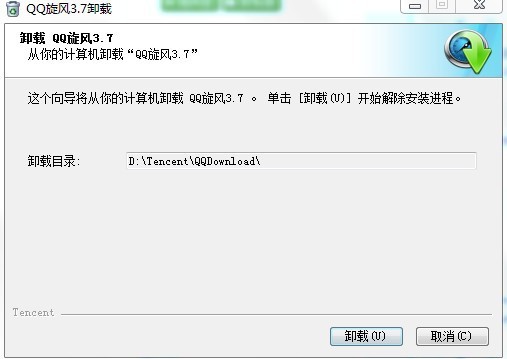 QQ旋风3.7卸载
卸载 QQ旋风3.7
从你的计算机卸载“QQ旋风3.7”
这个向导将从你的计算机卸载 QQ旋风3.7 。 单击 [卸载(U)] 开始解除安装进程。
卸载目录: D:\Tencent\QQDownload\
Tencent
卸载(U) 取消(C)